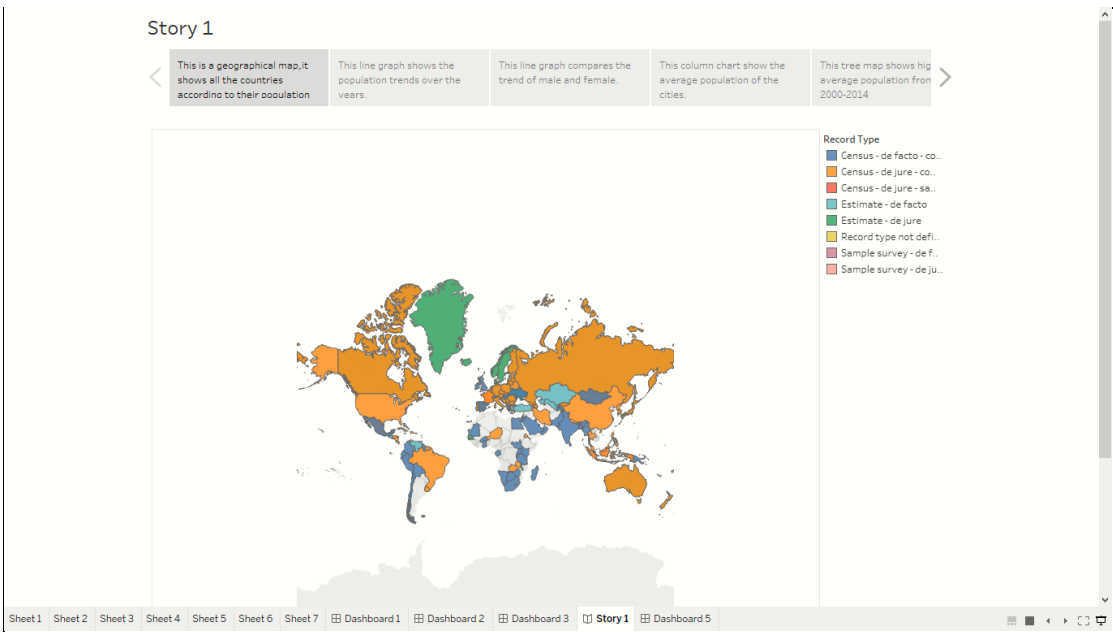 Story 1
This is a geographical map,it
shows all the countries
according to their population
This line graph shows the
population trends over the
years.
This line graph compares the
trend of male and female.
This column chart show the
average population of the
cities.
This tree map shows hig
average population from
2000-2014
Record Type
Census - de facto - co..
Census - de jure - co..
Census - de jure - sa..
Estimate - de facto
Estimate - de jure
Record type not defi..
Sample survey - de f..
Sample survey - de ju..
Sheet 1 Sheet 2 Sheet 3 Sheet 4 Sheet 5 Sheet 6 Sheet 7 Dashboard 1 Dashboard 2 Dashboard 3 Story 1 Dashboard 5